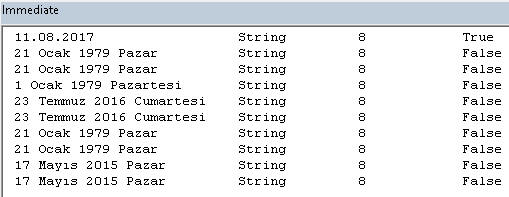 Immediate
11.08.2017 String 8 True
21 Ocak 1979 Pazar String 8 False
21 Ocak 1979 Pazar String 8 False
1 Ocak 1979 Pazartesi String 8 False
23 Temmuz 2016 Cumartesi String 8 False
23 Temmuz 2016 Cumartesi String 8 False
21 Ocak 1979 Pazar String 8 False
21 Ocak 1979 Pazar String 8 False
17 Mayıs 2015 Pazar String 8 False
17 Mayıs 2015 Pazar String 8 False